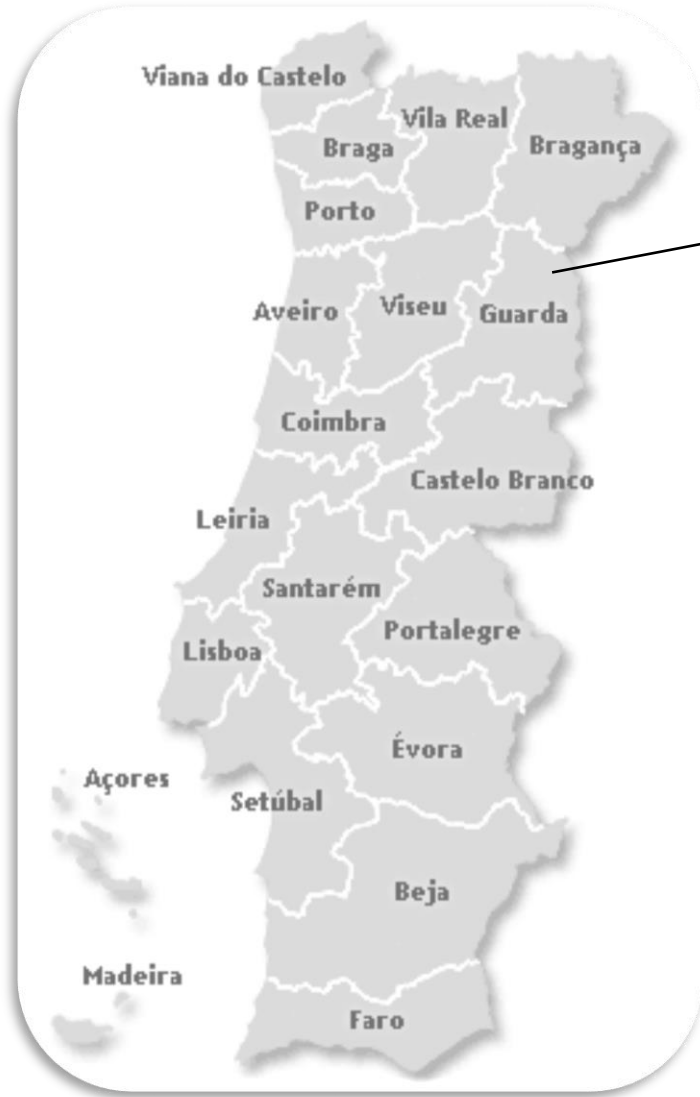 Viana do Castelo
Vila Real
Braga
Bragança
Porto
Aveiro
Viseu
Guarda
Coimbra
Castelo Branco
Leiria
Santarém
Portalegre
Lisboa
Évora
Açores
Setúbal
Beja
Madeira
Faro